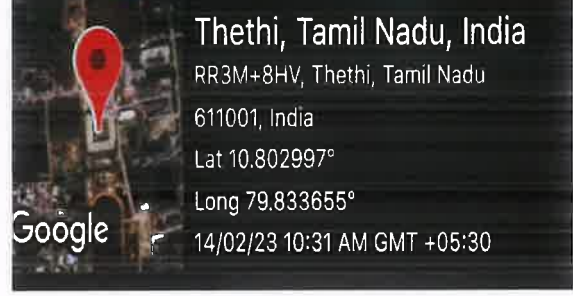 Thethi, Tamil Nadu, India
RR3M+8HV, Thethi, Tamil Nadu
611001, India
Lat 10.802997°
Long 79.833655°
14/02/23 10:31 AM GMT +05:30
Google